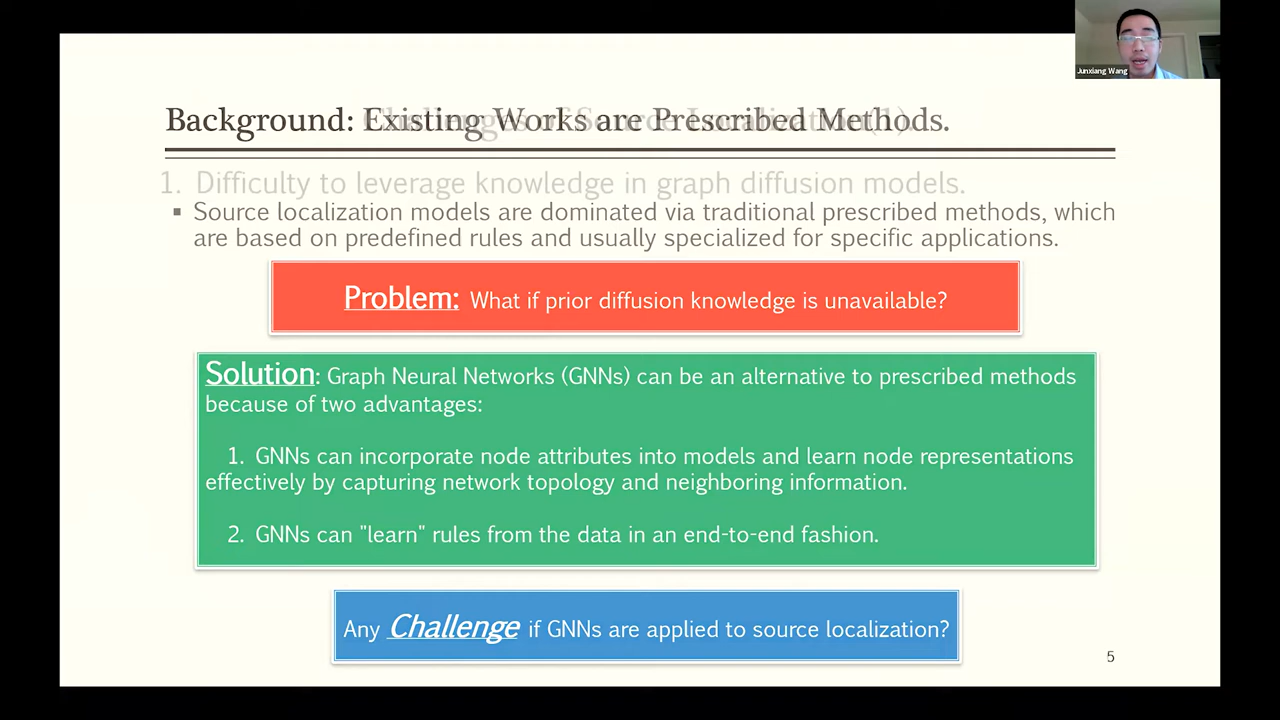 Junxiang Wang
Background: Existing Works are Prescribed Methods.
Challenges of Source Localization (1).
1. Difficulty to leverage knowledge in graph diffusion models.
▪ Source localization models are dominated via traditional prescribed methods, which
are based on predefined rules and usually specialized for specific applications.
Problem: What if prior diffusion knowledge is unavailable?
Solution: Graph Neural Networks (GNNs) can be an alternative to prescribed methods
because of two advantages:
1. GNNs can incorporate node attributes into models and learn node representations
effectively by capturing network topology and neighboring information.
2. GNNs can "learn" rules from the data in an end-to-end fashion.
Any Challenge if GNNs are applied to source localization?
5